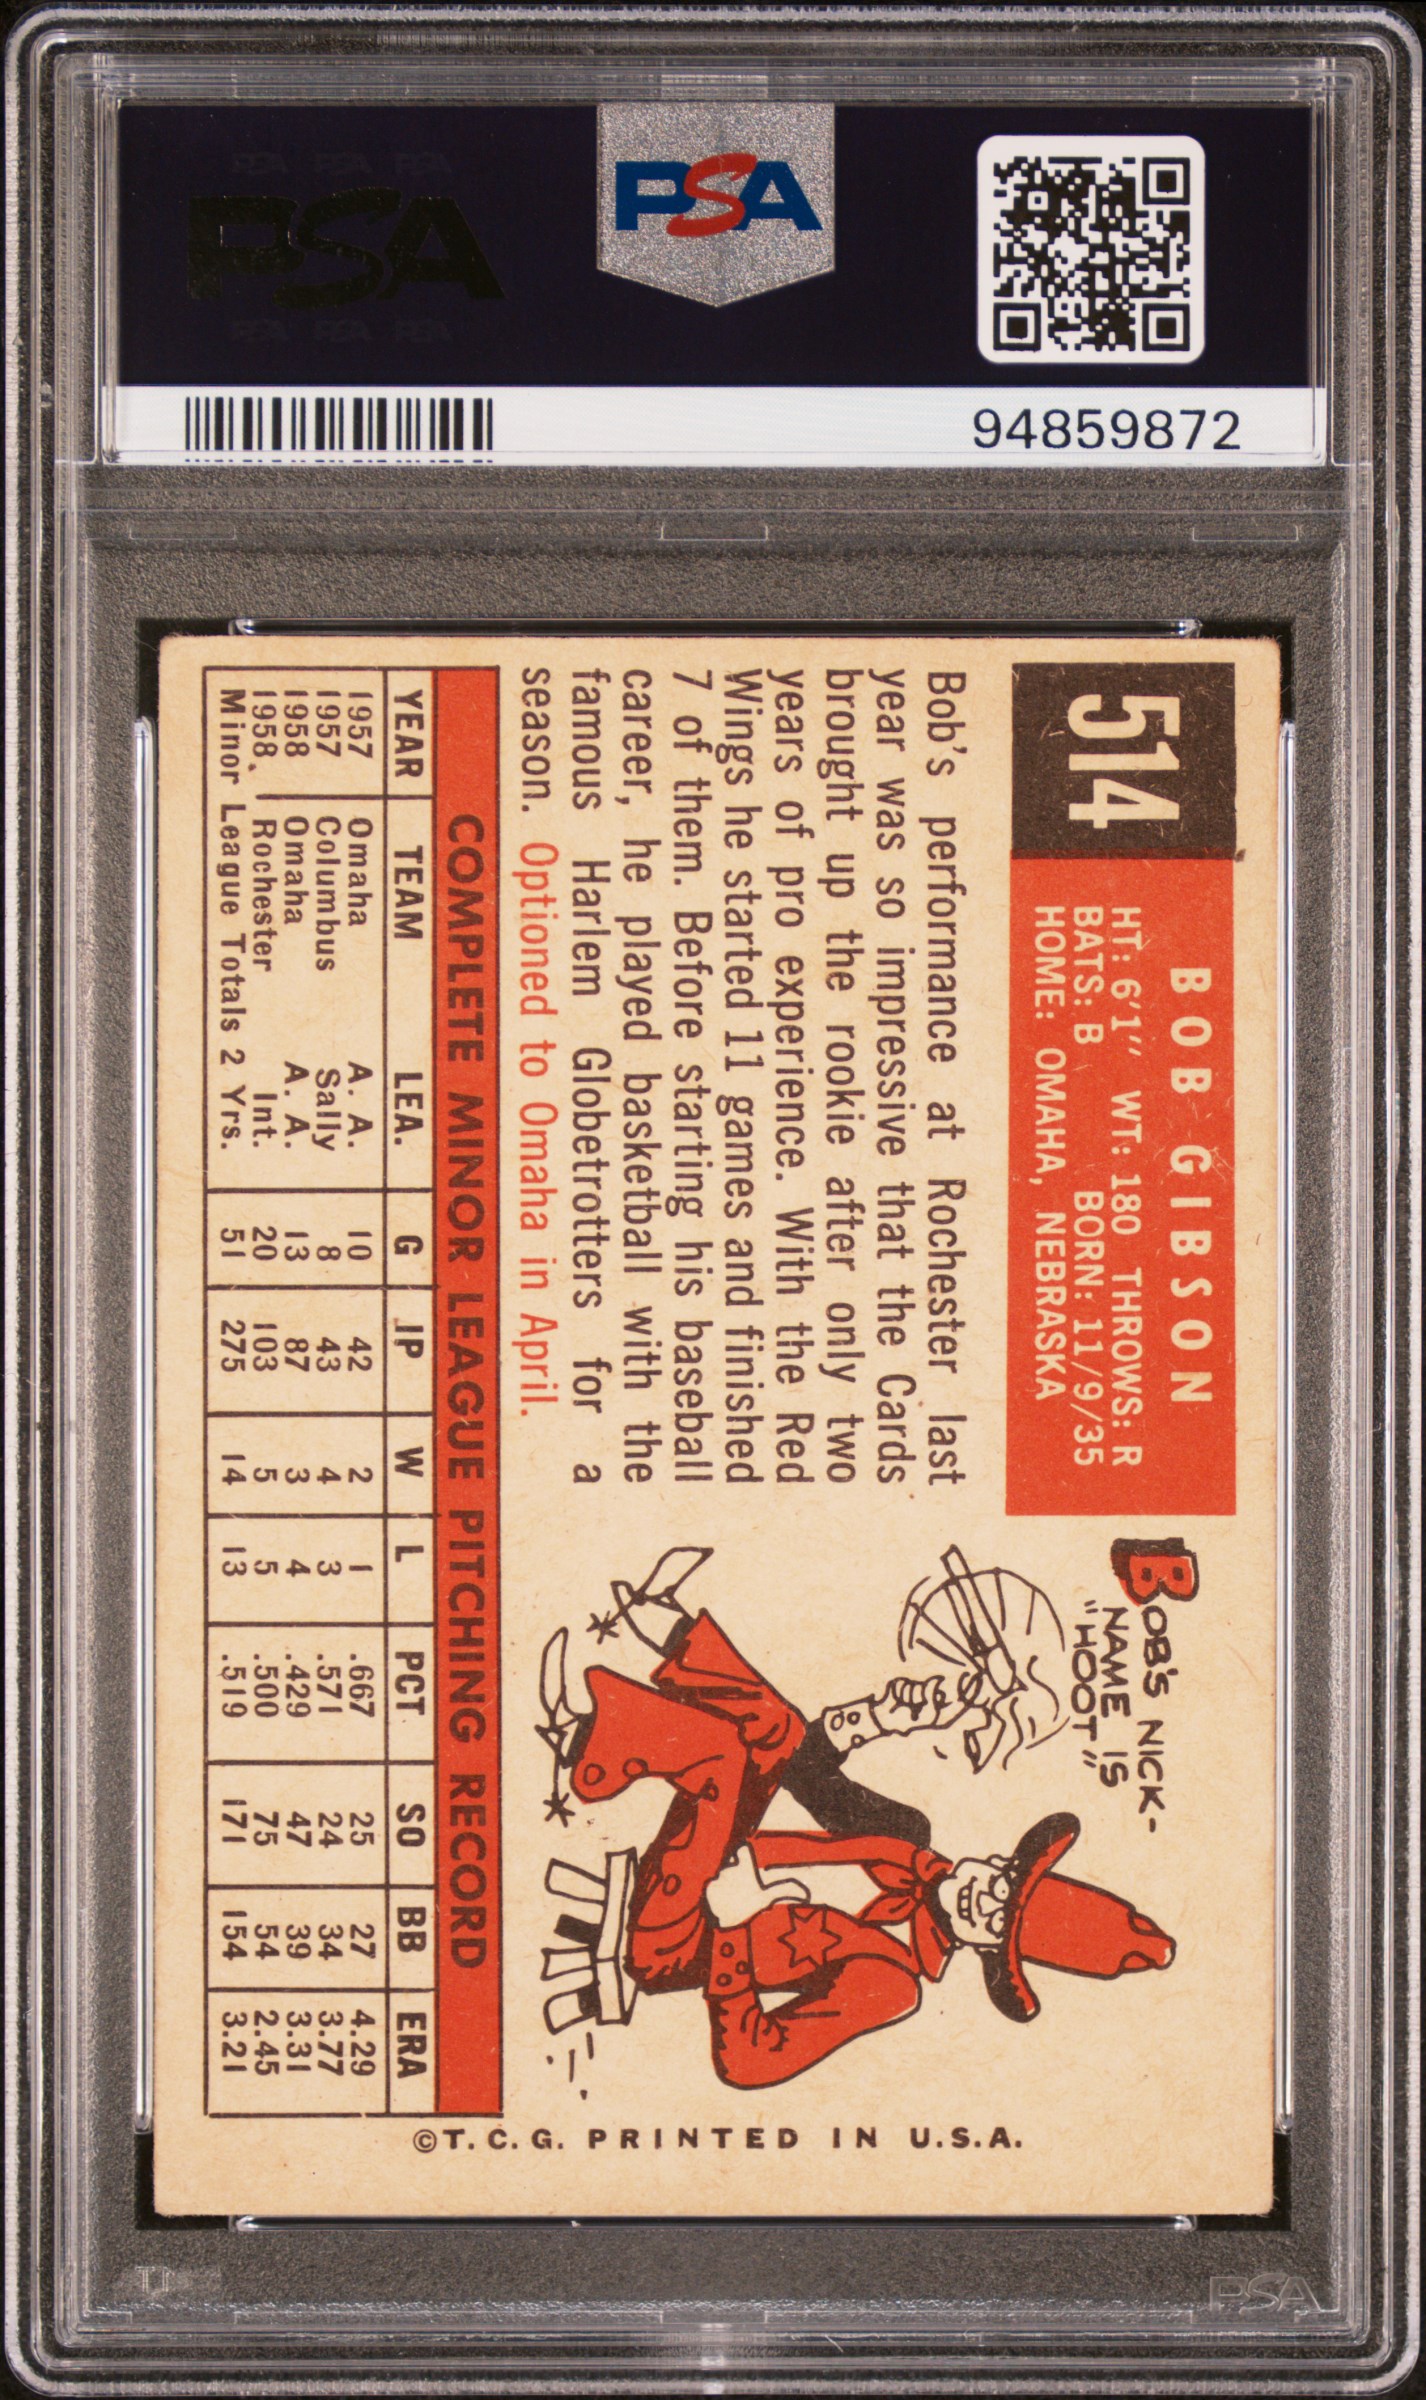 PSA PSA PSA
PSA
PSA PSA PSA
PSA
94859872
514
BOB GIBSON
HT: 6'1" WT: 180 THROWS: R
BATS: B BORN: 11/9/35
HOME: OMAHA, NEBRASKA
Bob's performance at Rochester last
year was so impressive that the Cards
brought up the rookie after only two
years of pro experience. With the Red
Wings he started 11 games and finished
7 of them. Before starting his baseball
career, he played basketball with the
famous Harlem Globetrotters for a
season. Optioned to Omaha in April.
BOB'S NICK-
NAME IS
"HOOT"
COMPLETE MINOR LEAGUE PITCHING RECORD
YEAR TEAM LEA. G IP W L PCT SO BB ERA
1957 Omaha A. A. 10 42 2 1 .667 25 27 4.29
1957 Columbus Sally 8 43 4 3 .571 24 34 3.77
1958 Omaha A. A. 13 87 3 4 .429 47 39 3.31
1958 Rochester Int. 20 103 5 5 .500 75 54 2.45
Minor League Totals 2 Yrs. 51 275 14 13 .519 171 154 3.21
©T. C. G. PRINTED IN U.S.A.
PSA